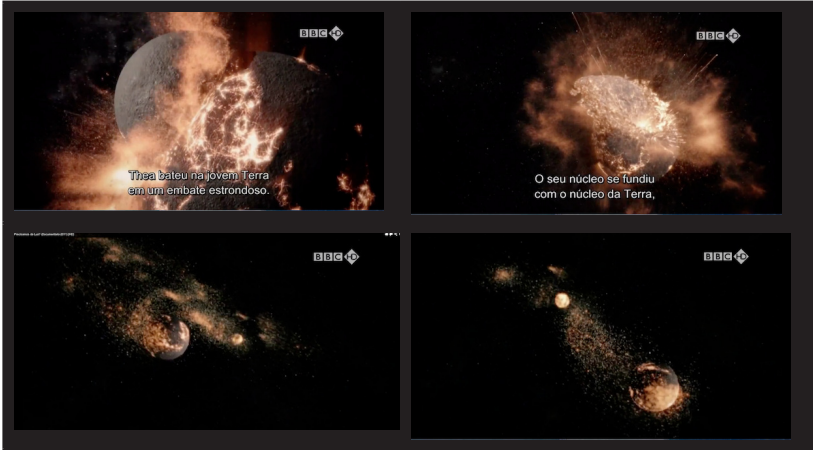 BBC HD
Thea bateu na jovem Terra
em um embate estrondoso.
BBC HD
O seu núcleo se fundiu
com o núcleo da Terra,
BBC HD
BBC HD